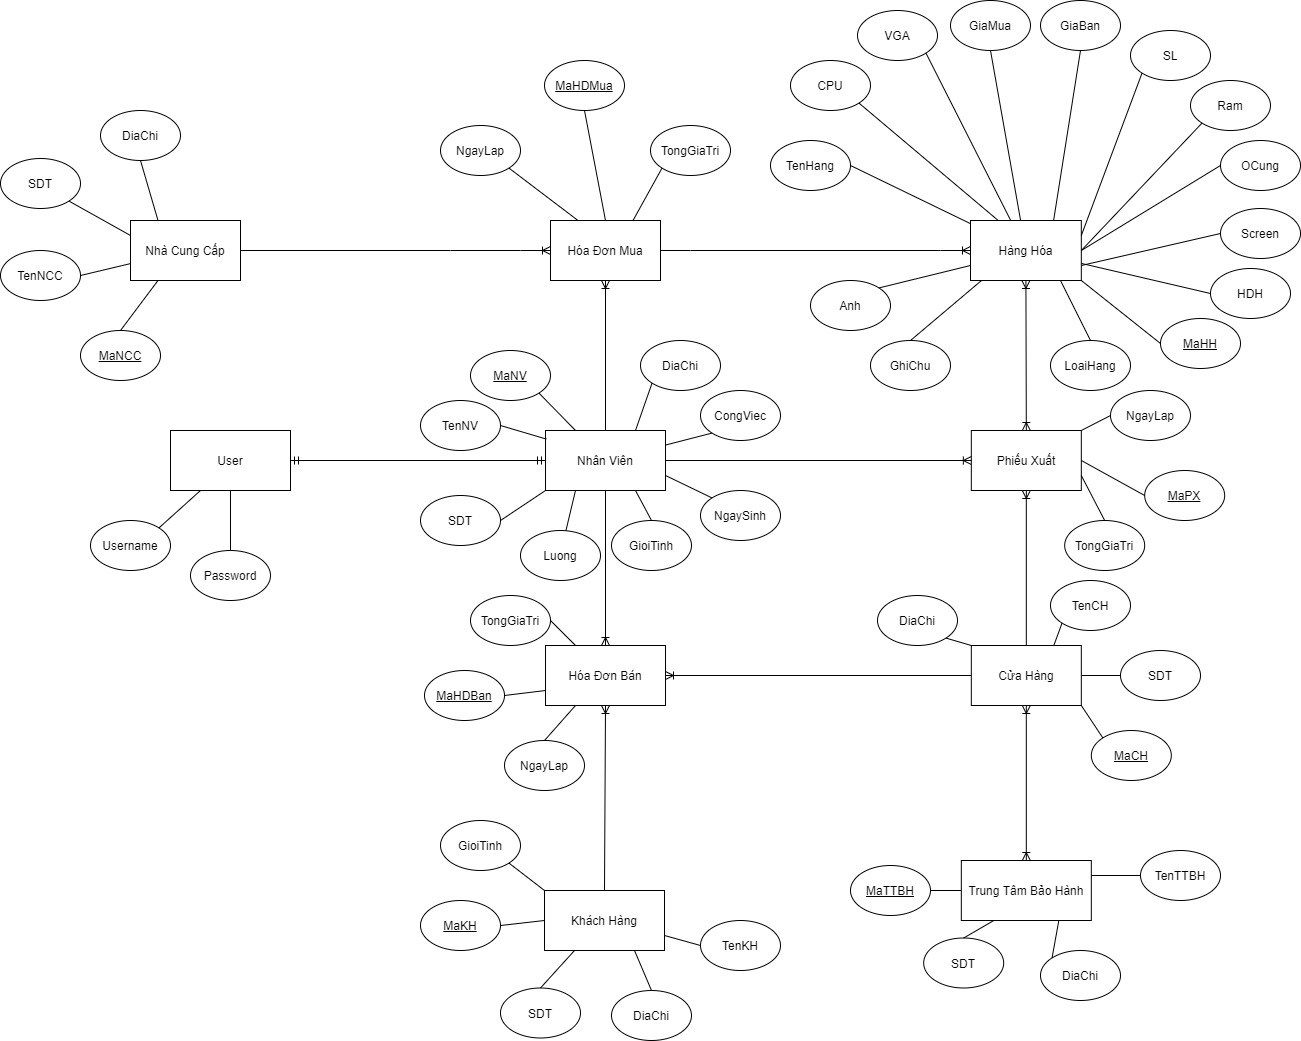 GiaMua
GiaBan
VGA
SL
MaHDMua
CPU
Ram
DiaChi
NgayLap
TongGiaTri
TenHang
OCung
SDT
Nhà Cung Cấp
Hóa Đơn Mua
Hàng Hóa
Screen
TenNCC
HDH
Anh
MaNCC
MaHH
GhiChu
LoaiHang
MaNV
DiaChi
TenNV
CongViec
NgayLap
User
Nhân Viên
Phiếu Xuất
MaPX
SDT
NgaySinh
Username
Luong
GioiTinh
TongGiaTri
Password
TongGiaTri
DiaChi
TenCH
MaHDBan
Hóa Đơn Bán
Cửa Hàng
SDT
NgayLap
MaCH
GioiTinh
MaTTBH
Trung Tâm Bảo Hành
TenTTBH
MaKH
Khách Hàng
TenKH
SDT
DiaChi
SDT
DiaChi